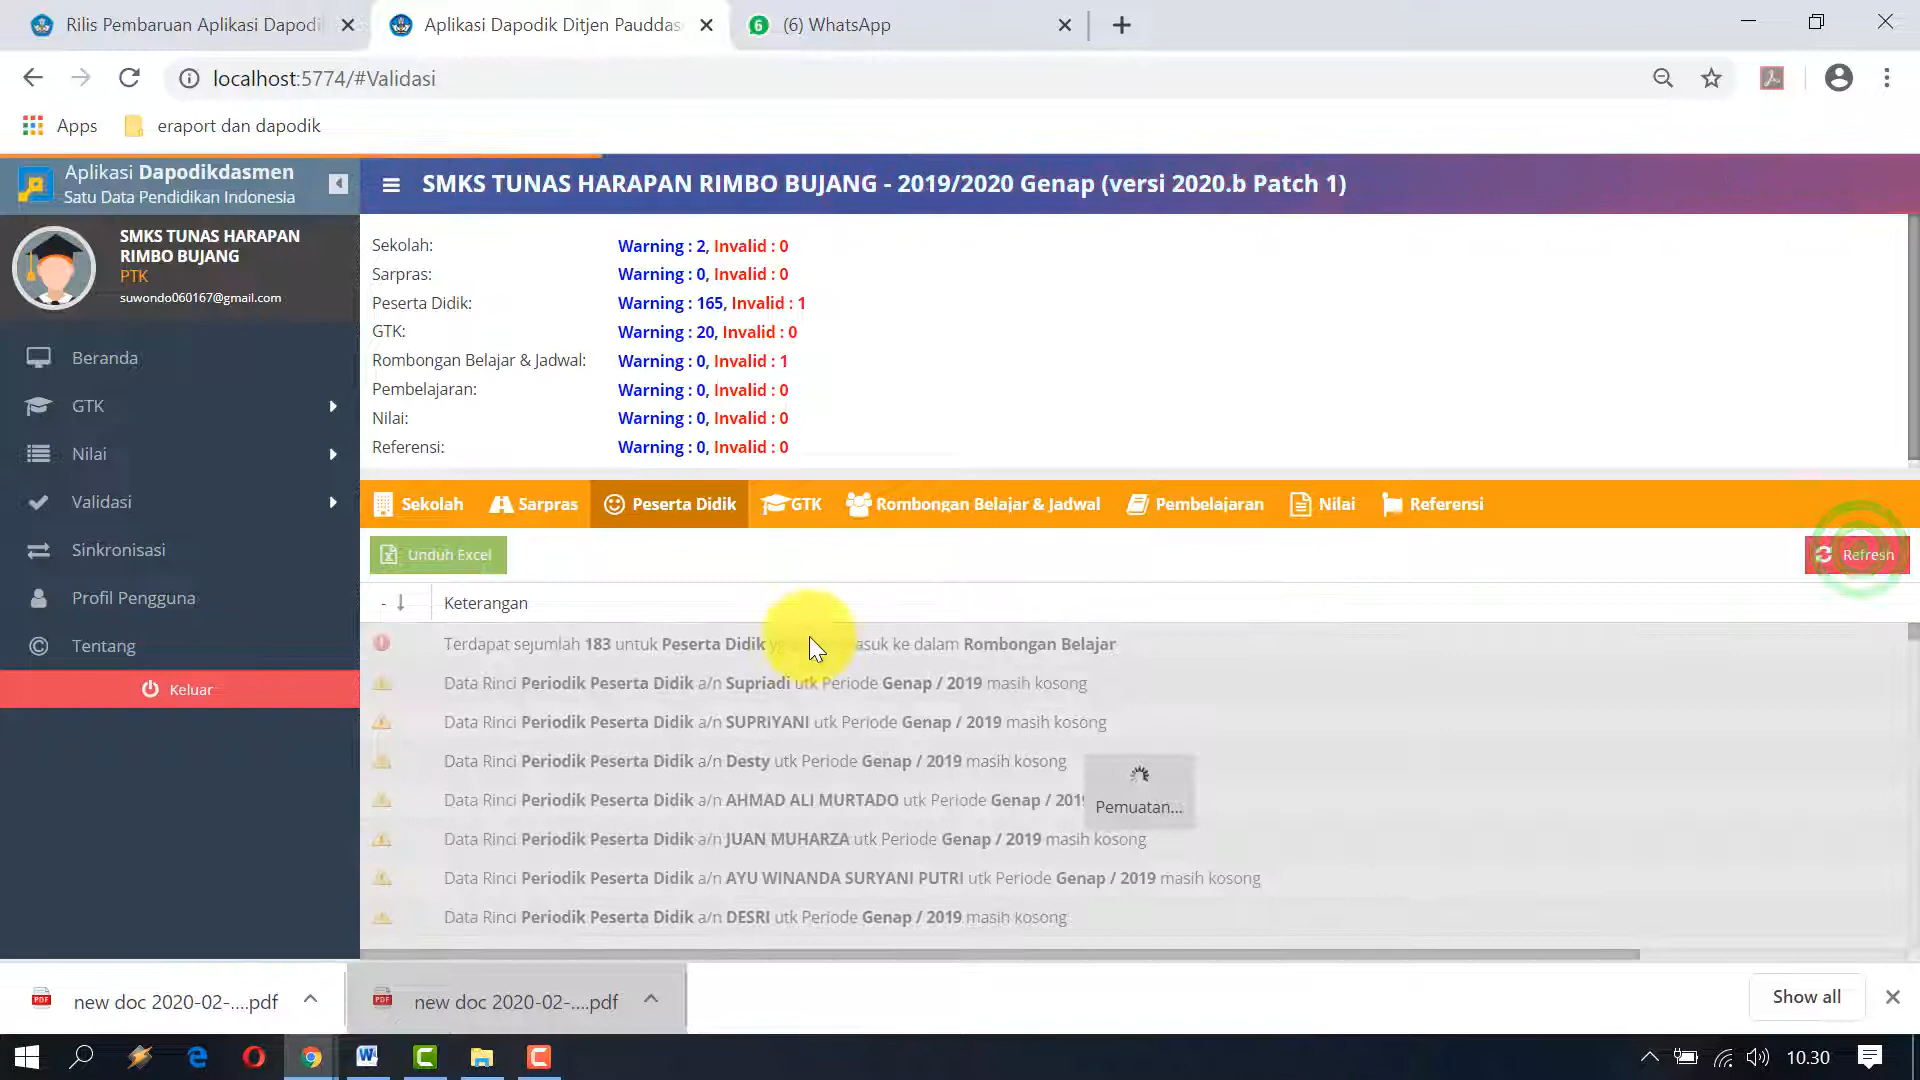 Rilis Pembaruan Aplikasi Dapodi
Aplikasi Dapodik Ditjen Pauddas
(6) WhatsApp
localhost:5774/#Validasi
Apps
eraport dan dapodik
Aplikasi Dapodikdasmen
Satu Data Pendidikan Indonesia
SMKS TUNAS HARAPAN RIMBO BUJANG - 2019/2020 Genap (versi 2020.b Patch 1)
SMKS TUNAS HARAPAN
RIMBO BUJANG
PTK
suwondo060167@gmail.com
Beranda
GTK
Nilai
Validasi
Sinkronisasi
Profil Pengguna
Tentang
Keluar
Sekolah: Warning : 2, Invalid : 0
Sarpras: Warning : 0, Invalid : 0
Peserta Didik: Warning : 165, Invalid : 1
GTK: Warning : 20, Invalid : 0
Rombongan Belajar & Jadwal: Warning : 0, Invalid : 1
Pembelajaran: Warning : 0, Invalid : 0
Nilai: Warning : 0, Invalid : 0
Referensi: Warning : 0, Invalid : 0
Sekolah Sarpras Peserta Didik GTK Rombongan Belajar & Jadwal Pembelajaran Nilai Referensi
Unduh Excel
Refresh
- Keterangan
Terdapat sejumlah 183 untuk Peserta Didik asuk ke dalam Rombongan Belajar
Data Rinci Periodik Peserta Didik a/n Supriadi utk Periode Genap / 2019 masih kosong
Data Rinci Periodik Peserta Didik a/n SUPRIYANI utk Periode Genap / 2019 masih kosong
Data Rinci Periodik Peserta Didik a/n Desty utk Periode Genap / 2019 masih kosong
Data Rinci Periodik Peserta Didik a/n AHMAD ALI MURTADO utk Periode Genap / 201
Data Rinci Periodik Peserta Didik a/n JUAN MUHARZA utk Periode Genap / 2019 masih kosong
Data Rinci Periodik Peserta Didik a/n AYU WINANDA SURYANI PUTRI utk Periode Genap / 2019 masih kosong
Data Rinci Periodik Peserta Didik a/n DESRI utk Periode Genap / 2019 masih kosong
Pemuatan...
new doc 2020-02-....pdf
new doc 2020-02-....pdf
Show all
10.30